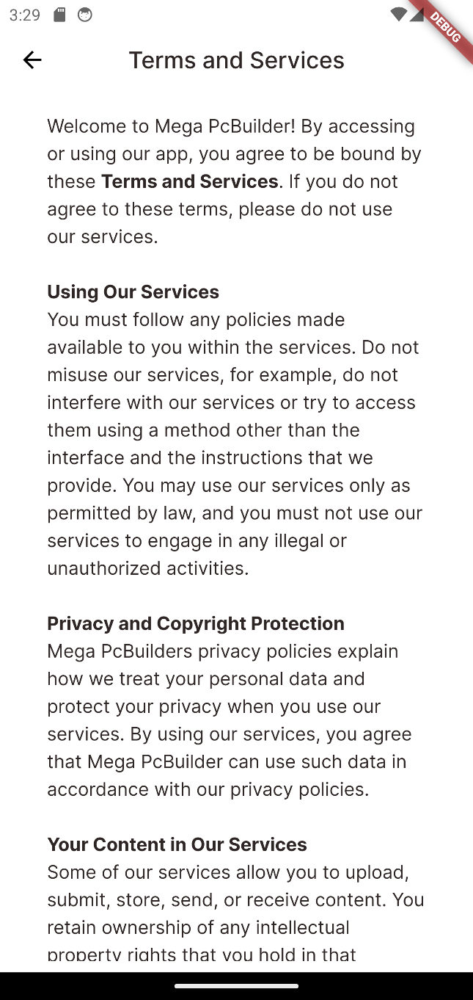 3:29
DEBUG
Terms and Services
Welcome to Mega PcBuilder! By accessing
or using our app, you agree to be bound by
these Terms and Services. If you do not
agree to these terms, please do not use
our services.
Using Our Services
You must follow any policies made
available to you within the services. Do not
misuse our services, for example, do not
interfere with our services or try to access
them using a method other than the
interface and the instructions that we
provide. You may use our services only as
permitted by law, and you must not use our
services to engage in any illegal or
unauthorized activities.
Privacy and Copyright Protection
Mega PcBuilders privacy policies explain
how we treat your personal data and
protect your privacy when you use our
services. By using our services, you agree
that Mega PcBuilder can use such data in
accordance with our privacy policies.
Your Content in Our Services
Some of our services allow you to upload,
submit, store, send, or receive content. You
retain ownership of any intellectual
property rights that you hold in that